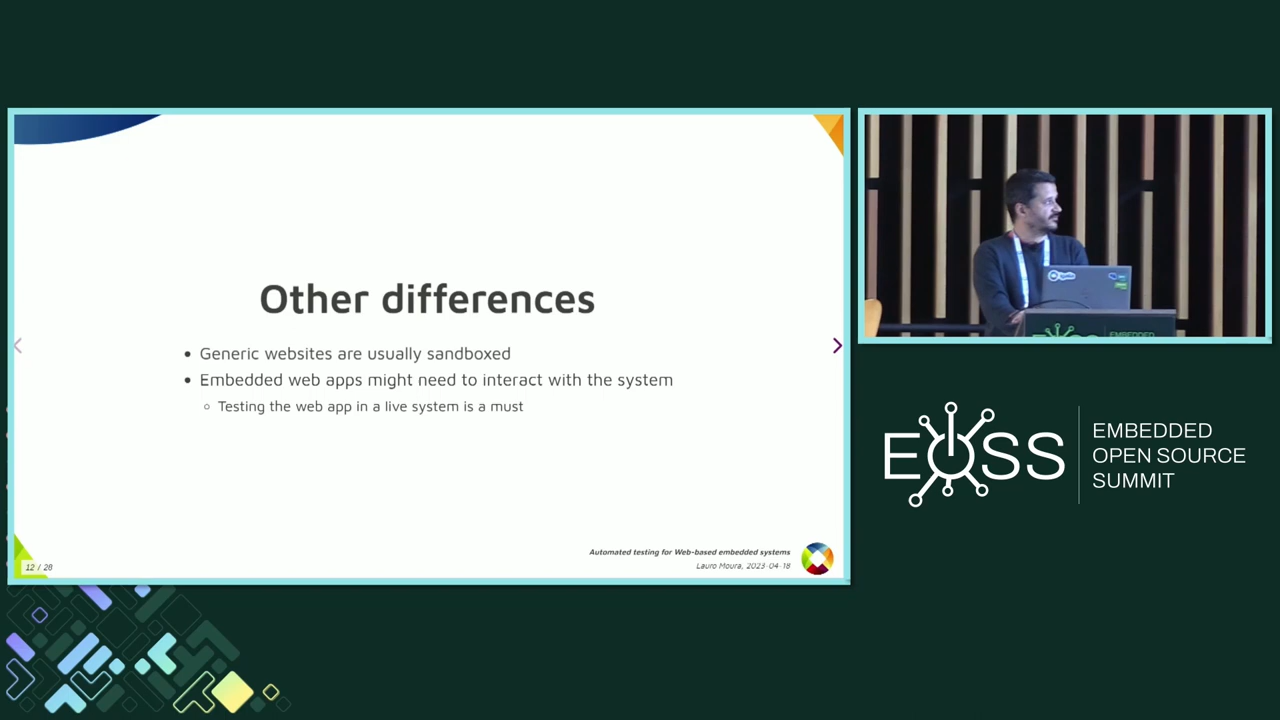 Other differences
Generic websites are usually sandboxed
Embedded web apps might need to interact with the system
Testing the web app in a live system is a must
Automated testing for Web-based embedded systems
Lauro Moura, 2023-04-18
12 / 28
EOSS
EMBEDDED
OPEN SOURCE
SUMMIT